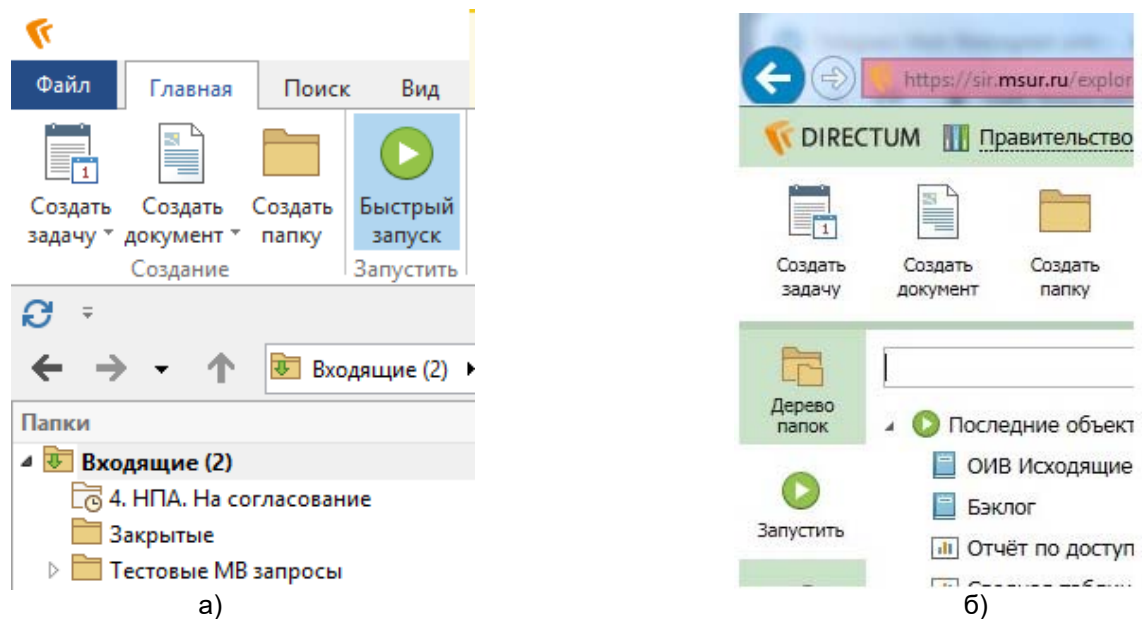 Файл Главная Поиск Вид
Создать Создать Создать Быстрый
задачу документ папку запуск
Создание Запустить
Входящие (2)
Папки
Входящие (2)
4. НПА. На согласование
Закрытые
Тестовые МВ запросы
а)
https://sir.msur.ru/explor
DIRECTUM Правительство
Создать Создать Создать
задачу документ папку
Дерево
папок
Последние объект
ОИВ Исходящие
Бэклог
Запустить
Отчёт по доступ
б)